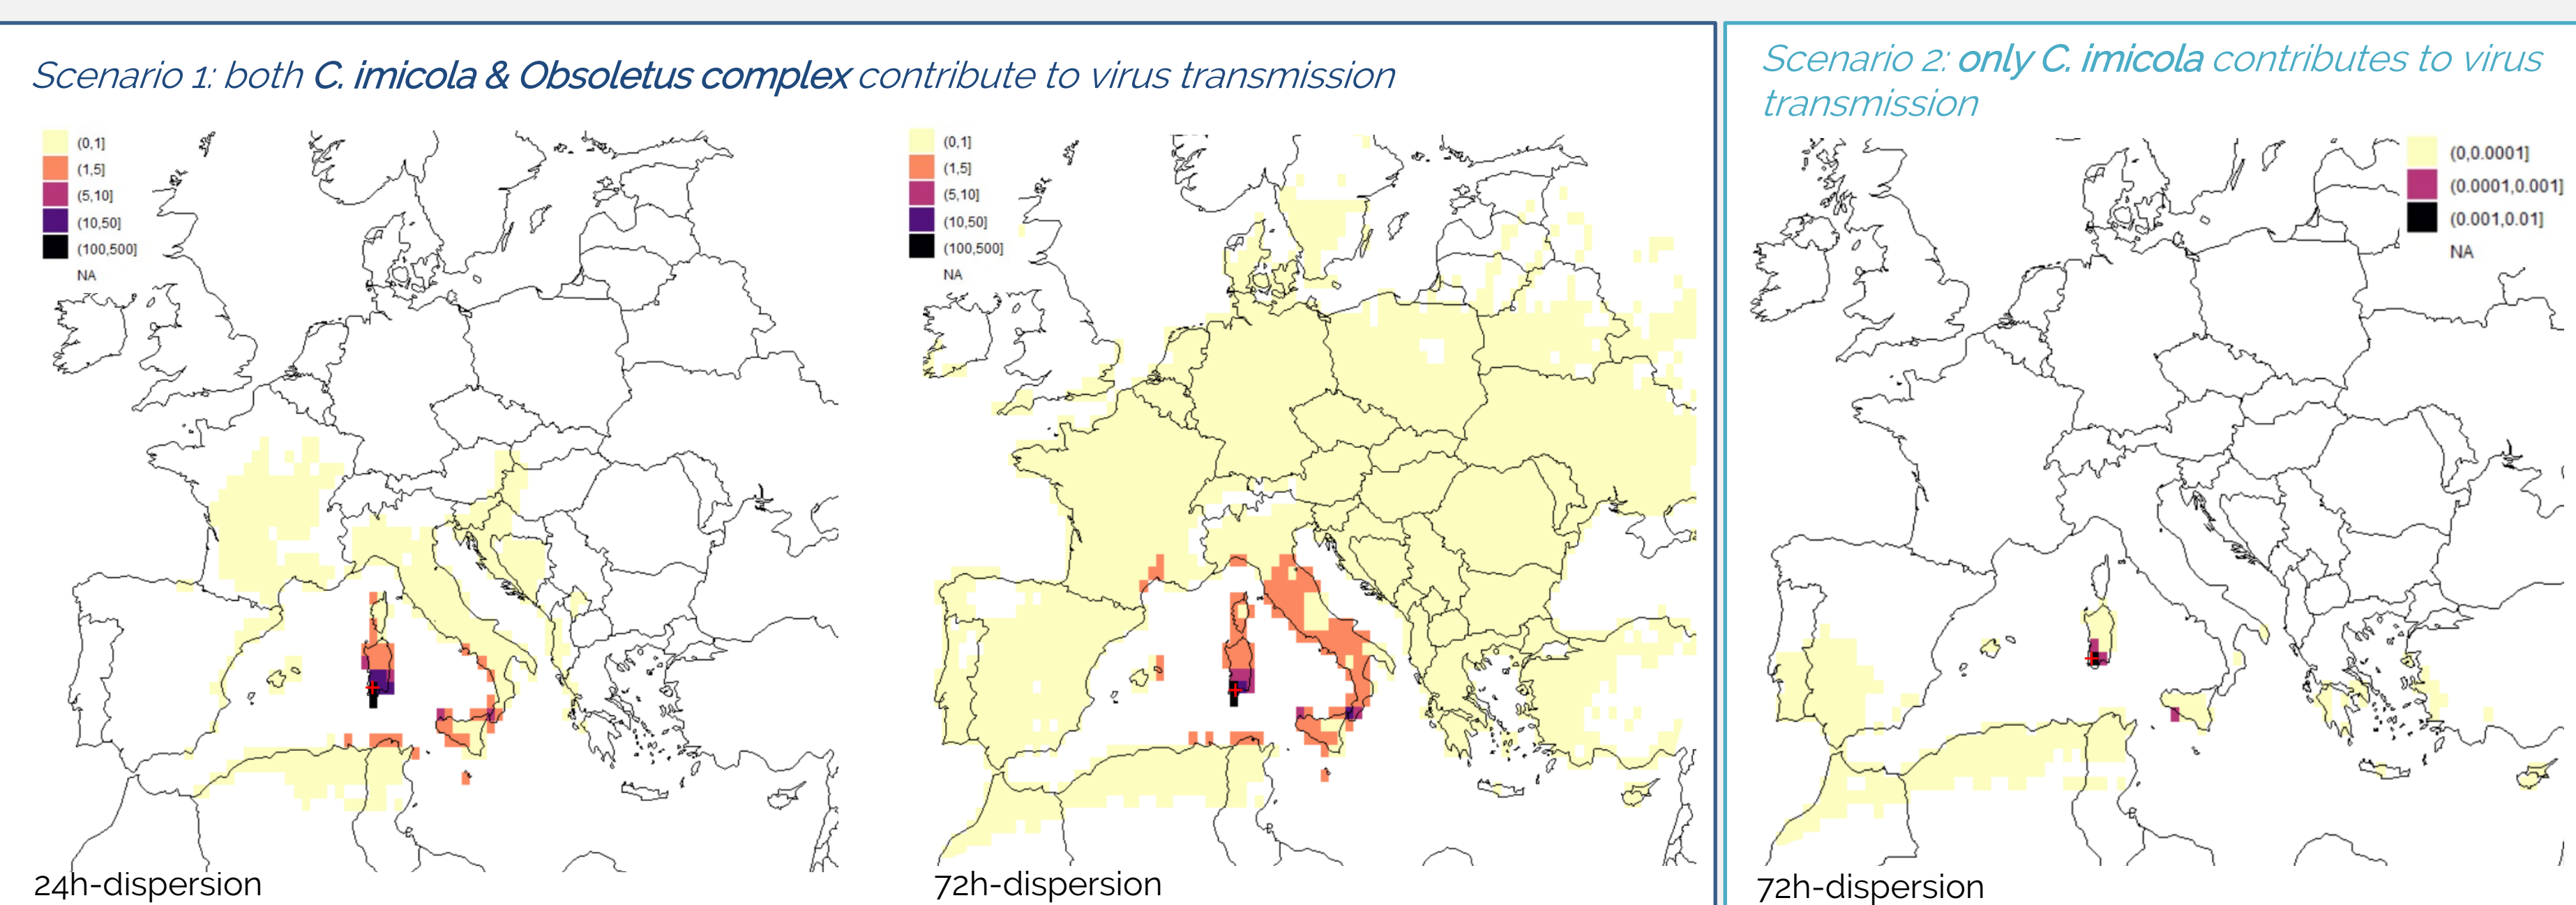 Scenario 1: both C. imicola & Obsoletus complex contribute to virus transmission
(0,1]
(1,5]
(5,10]
(10,50]
(100,500]
NA
24h-dispersion
(0,1]
(1,5]
(5,10]
(10,50]
(100,500]
NA
72h-dispersion
Scenario 2: only C. imicola contributes to virus
transmission
(0,0.0001]
(0.0001,0.001]
(0.001,0.01]
NA
72h-dispersion